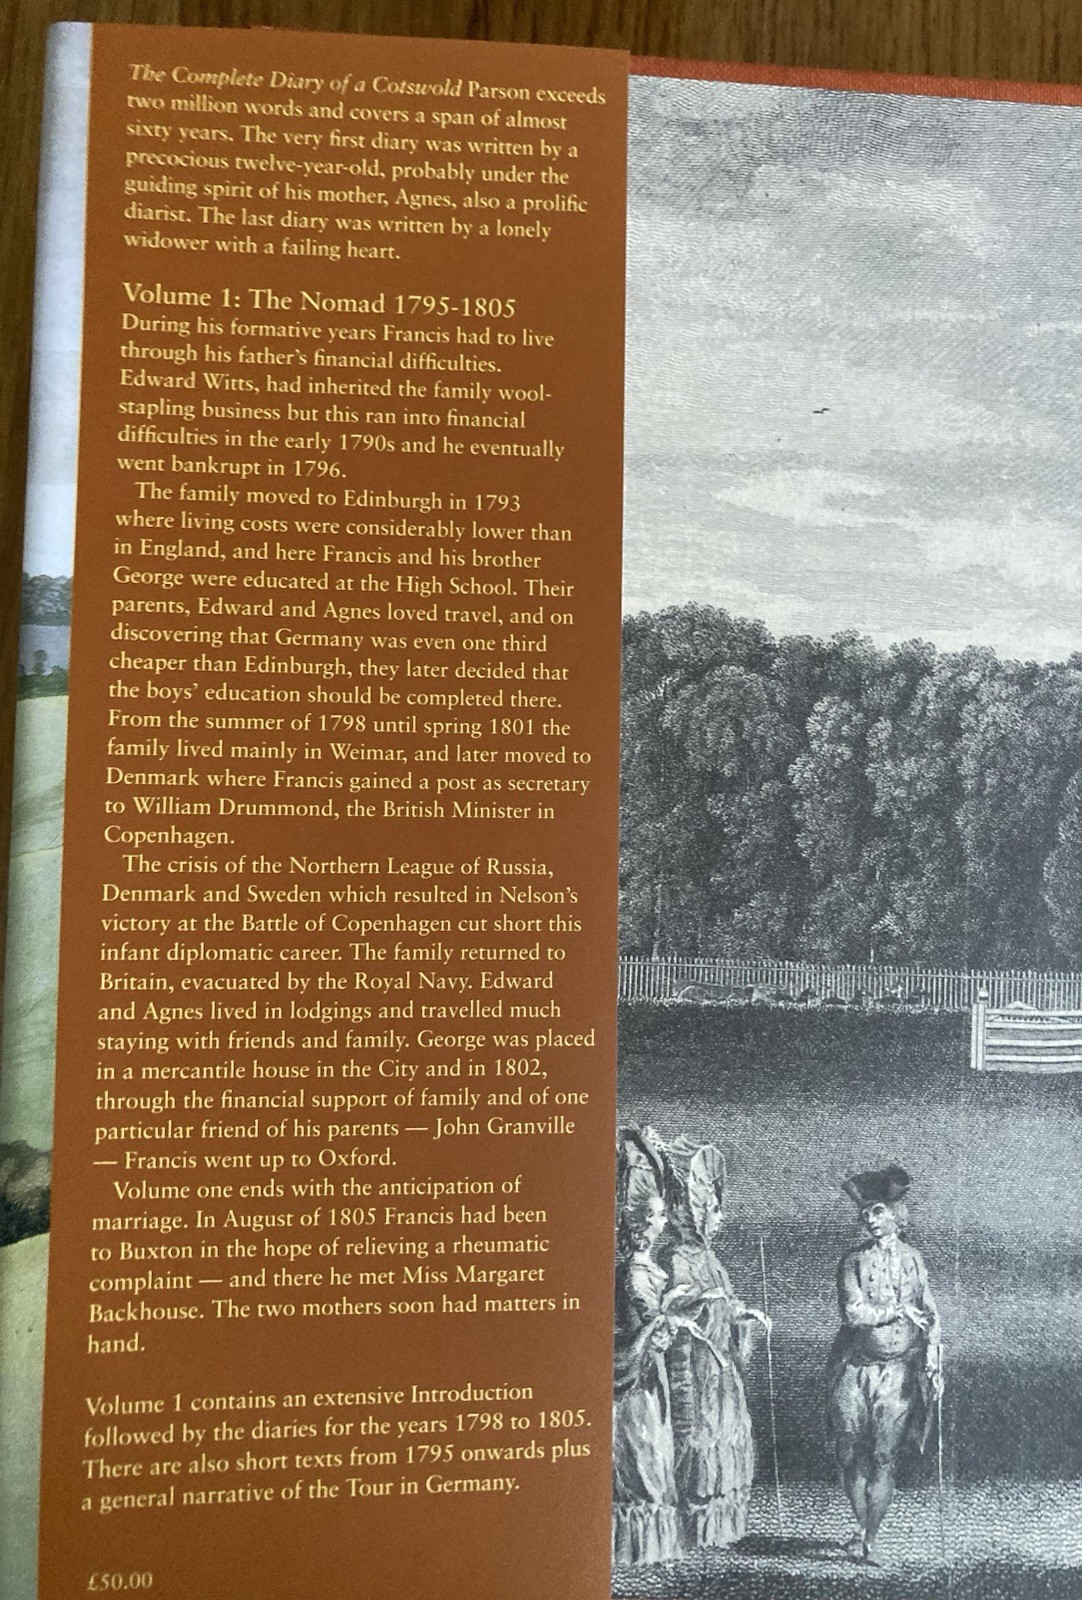 The Complete Diary of a Cotswold Parson exceeds
two million words and covers a span of almost
sixty years. The very first diary was written by a
precocious twelve-year-old, probably under the
guiding spirit of his mother, Agnes, also a prolific
diarist. The last diary was written by a lonely
widower with a failing heart.
Volume 1: The Nomad 1795-1805
During his formative years Francis had to live
through his father's financial difficulties.
Edward Witts, had inherited the family wool-
stapling business but this ran into financial
difficulties in the early 1790s and he eventually
went bankrupt in 1796.
The family moved to Edinburgh in 1793
where living costs were considerably lower than
in England, and here Francis and his brother
George were educated at the High School. Their
parents, Edward and Agnes loved travel, and on
discovering that Germany was even one third
cheaper than Edinburgh, they later decided that
the boys' education should be completed there.
From the summer of 1798 until spring 1801 the
family lived mainly in Weimar, and later moved to
Denmark where Francis gained a post as secretary
to William Drummond, the British Minister in
Copenhagen.
The crisis of the Northern League of Russia,
Denmark and Sweden which resulted in Nelson's
victory at the Battle of Copenhagen cut short this
infant diplomatic career. The family returned to
Britain, evacuated by the Royal Navy. Edward
and Agnes lived in lodgings and travelled much
staying with friends and family. George was placed
in a mercantile house in the City and in 1802,
through the financial support of family and of one
particular friend of his parents — John Granville
— Francis went up to Oxford.
Volume one ends with the anticipation of
marriage. In August of 1805 Francis had been
to Buxton in the hope of relieving a rheumatic
complaint — and there he met Miss Margaret
Backhouse. The two mothers soon had matters in
hand.
Volume 1 contains an extensive Introduction
followed by the diaries for the years 1798 to 1805.
There are also short texts from 1795 onwards plus
a general narrative of the Tour in Germany.
£50.00